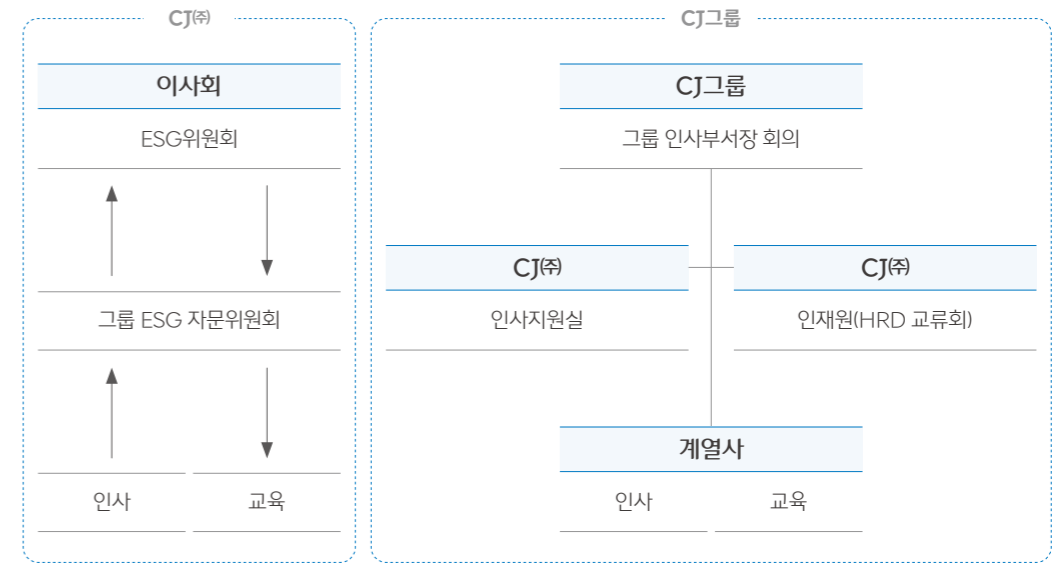 CJ㈜
이사회
ESG위원회
그룹 ESG 자문위원회
인사 교육
CJ그룹
CJ그룹
그룹 인사부서장 회의
CJ㈜
인사지원실
CJ㈜
인재원(HRD 교류회)
계열사
인사 교육